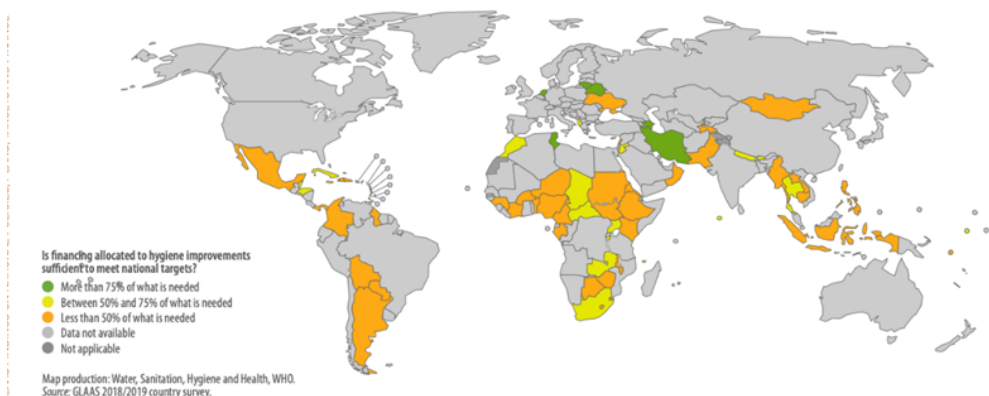 Is financing allocated to hygiene improvements
sufficient to meet national targets?
More than 75% of what is needed
Between 50% and 75% of what is needed
Less than 50% of what is needed
Data not available
Not applicable
Map production: Water, Sanitation, Hygiene and Health, WHO.
Source: GLAAS 2018/2019 country survey.